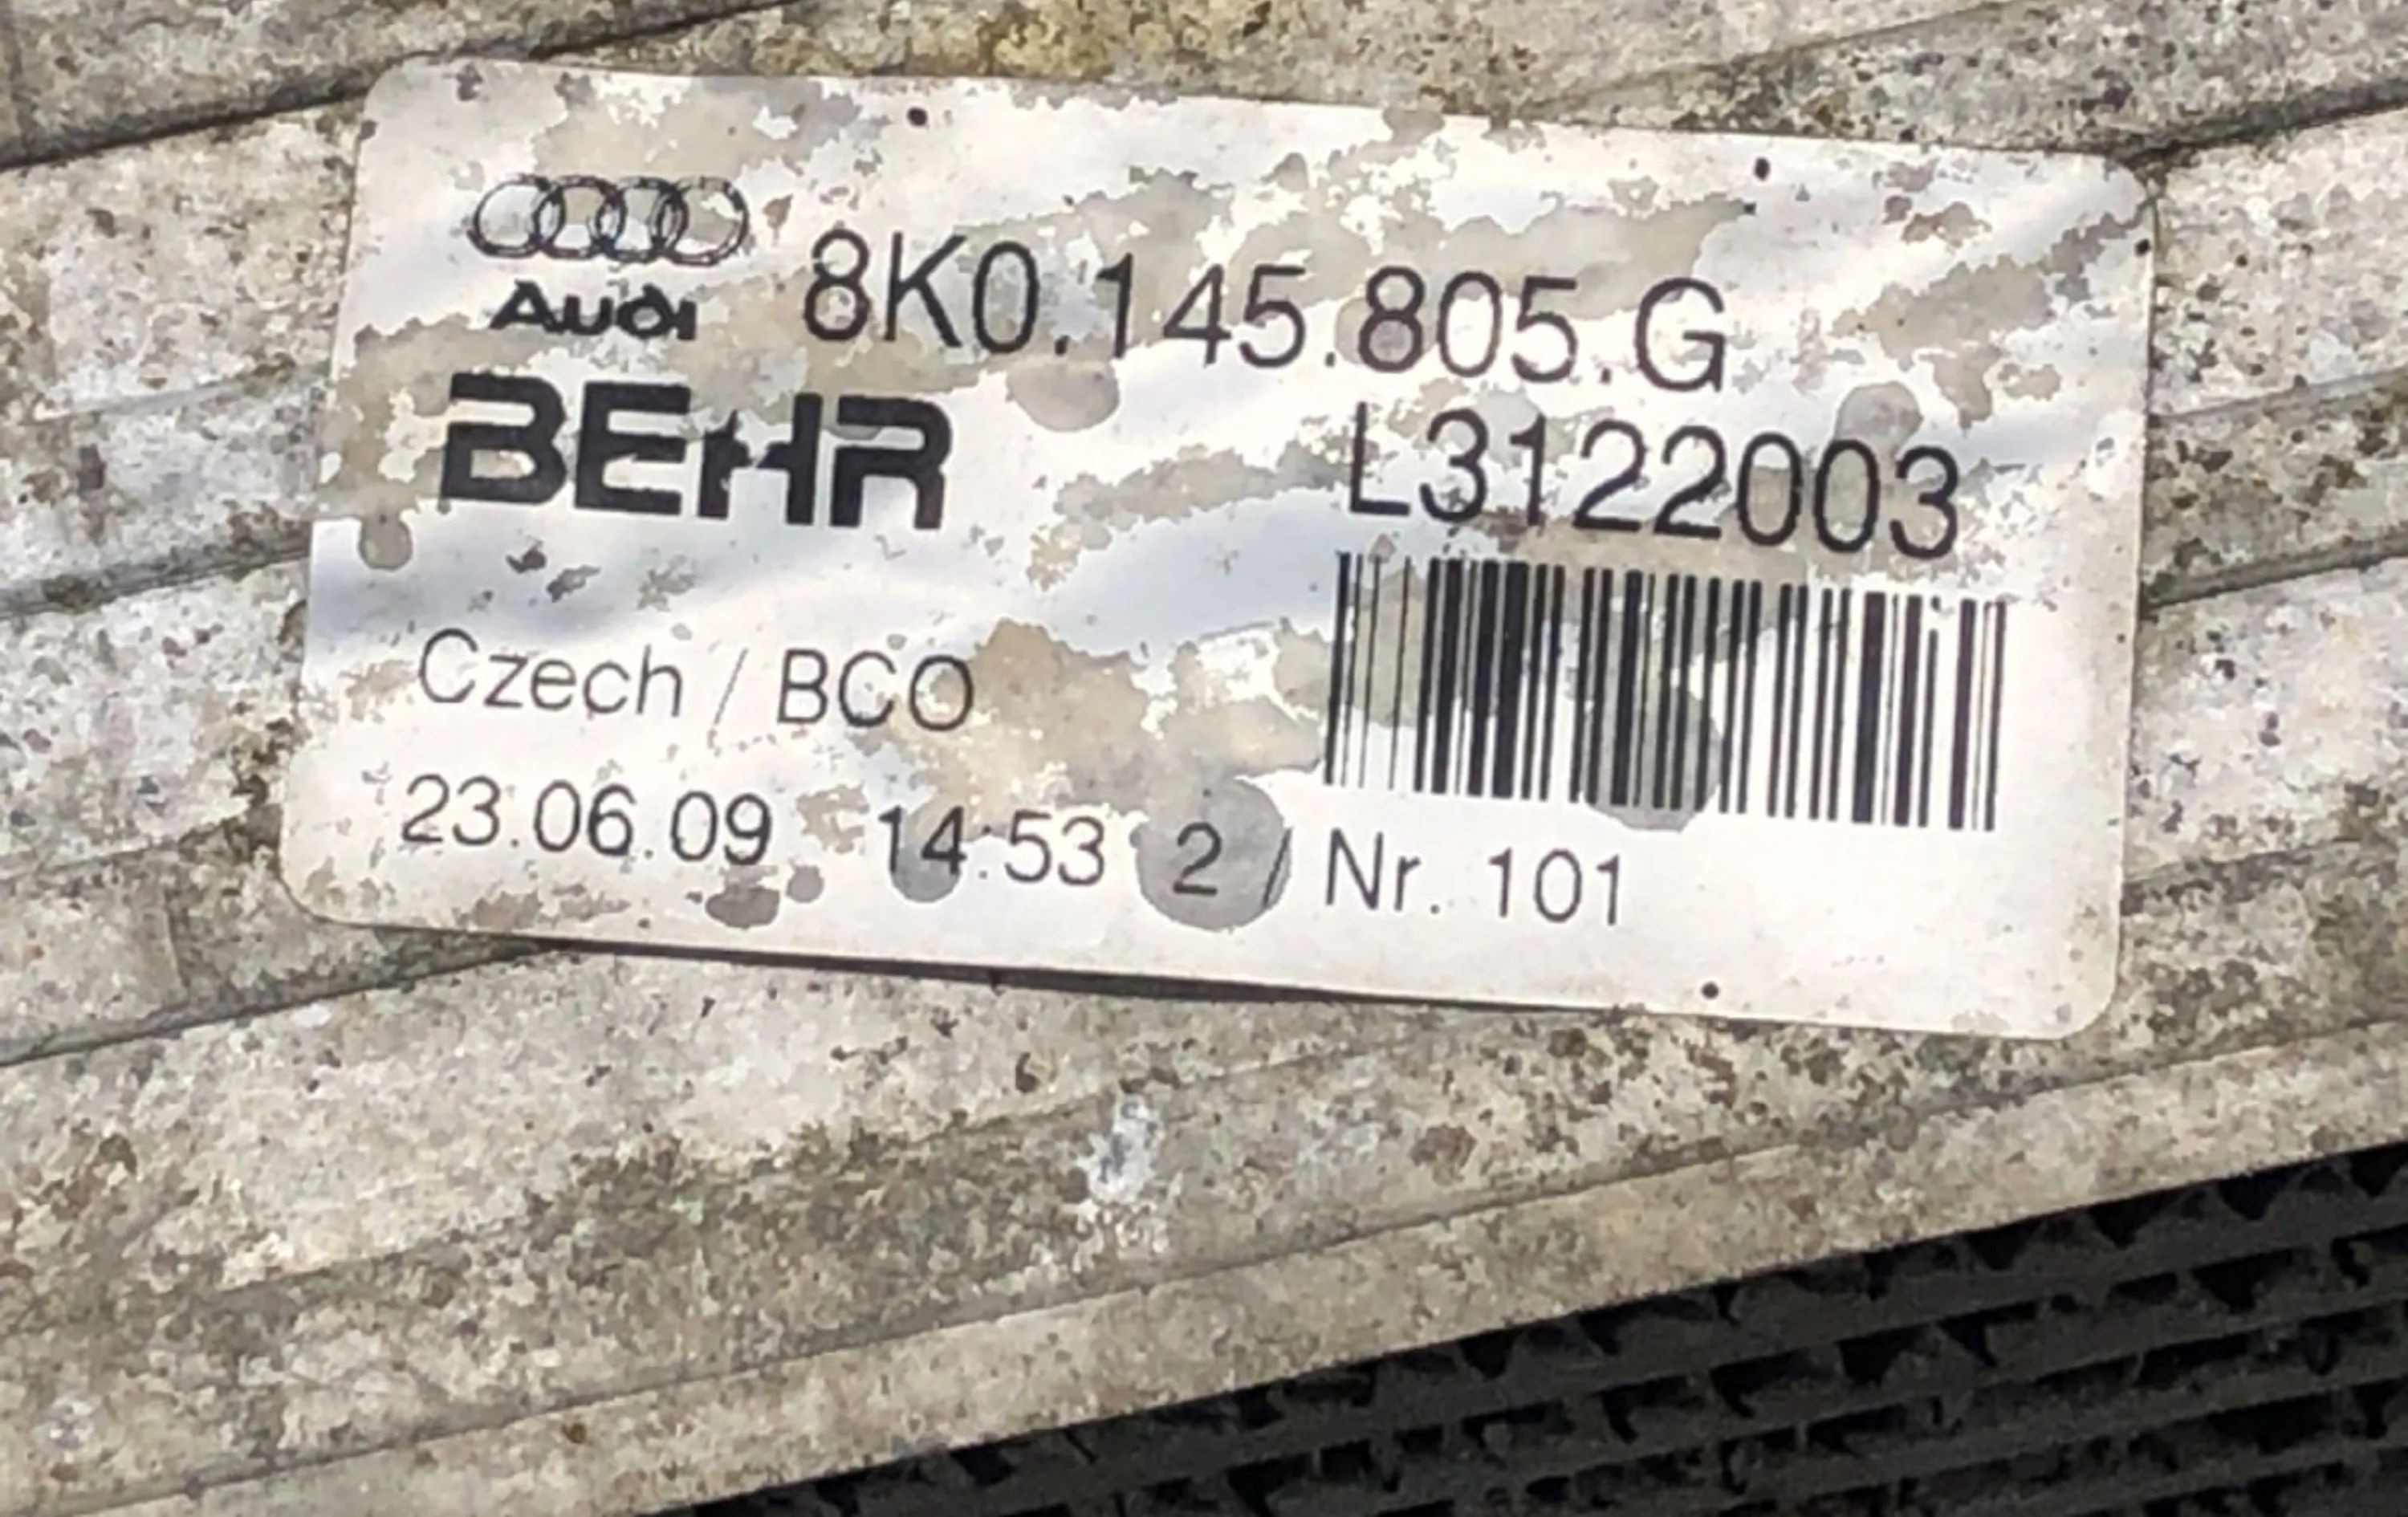 Audi 8K0.145.805.G
BEHR L3122003
Czech / BCO
23.06.09 14:53 2 / Nr. 101